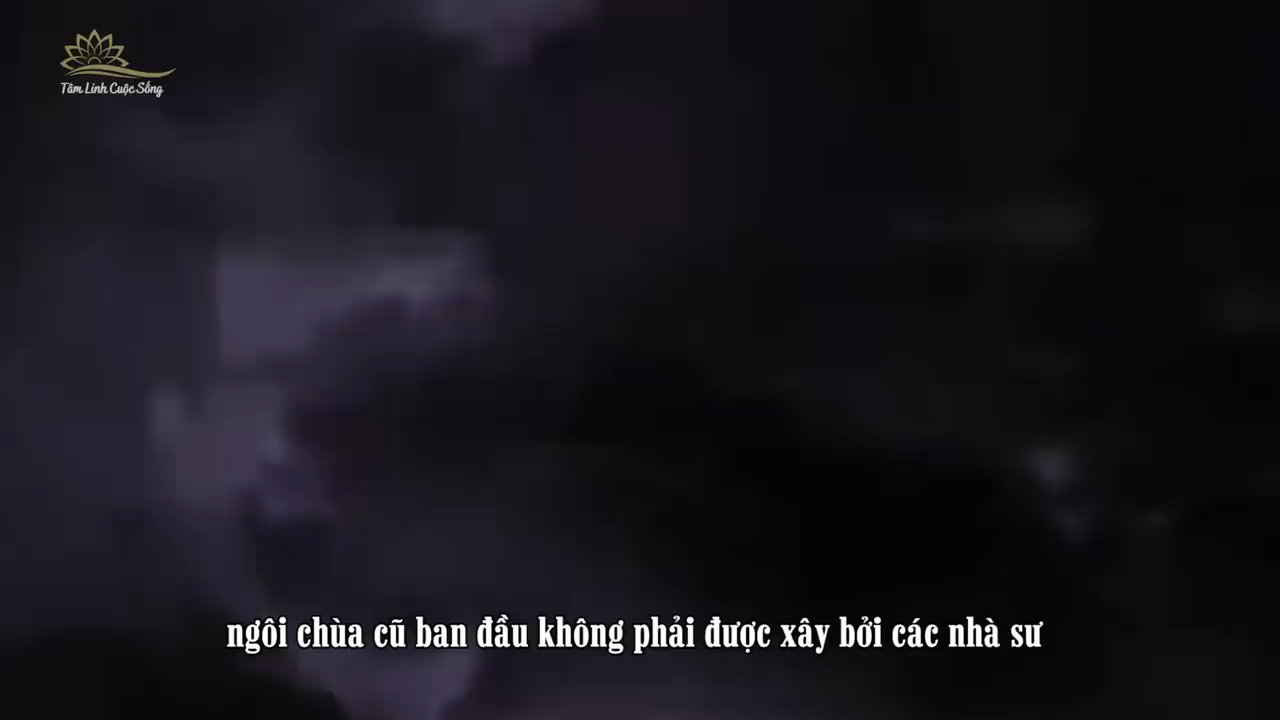 Tâm Linh Cuộc Sống
ngôi chùa cũ ban đầu không phải được xây bởi các nhà sư